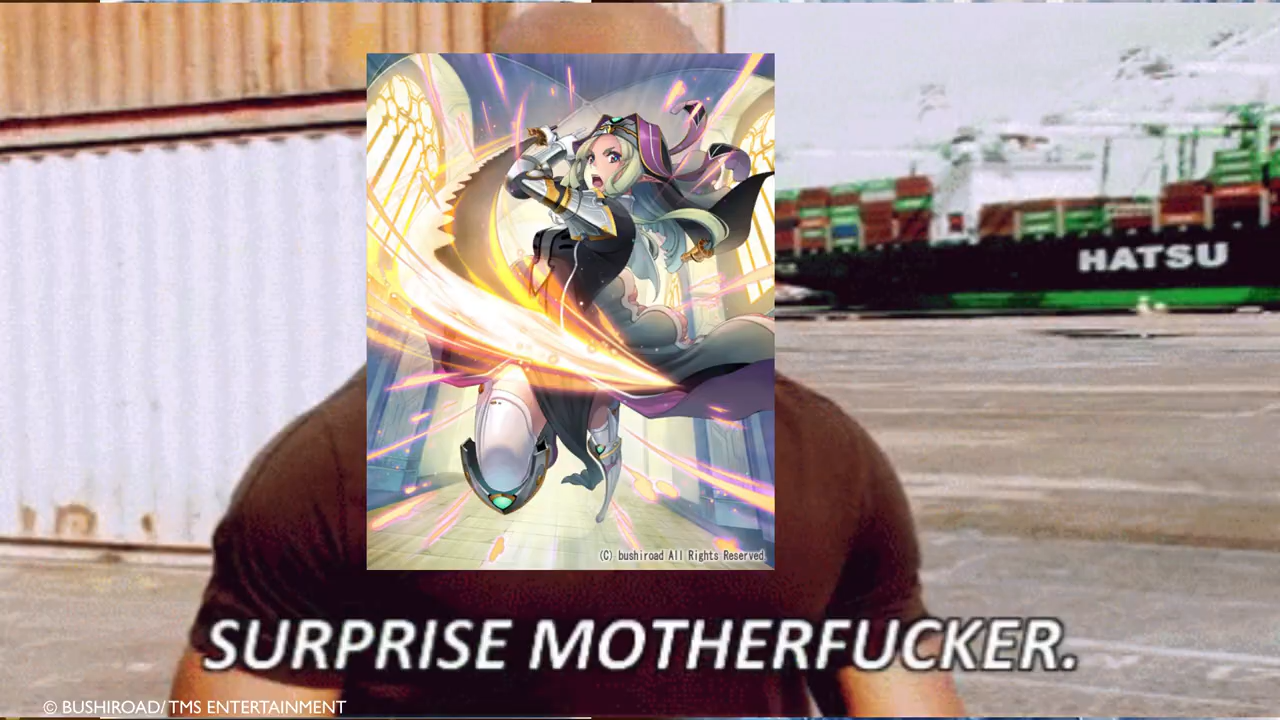 HATSU
(C) bushiroad All Rights Reserved.
SURPRISE MOTHERFUCKER.
© BUSHIROAD/ TMS ENTERTAINMENT